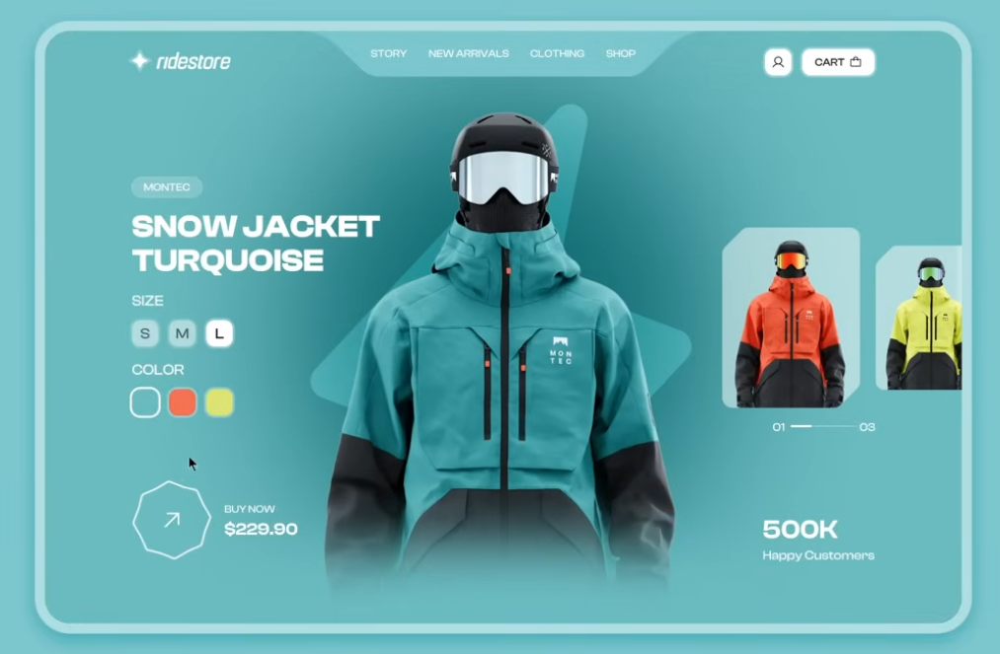 ridestore
STORY
NEW ARRIVALS
CLOTHING
SHOP
CART
MONTEC
SNOW JACKET
TURQUOISE
SIZE
S M L
COLOR
BUY NOW
$229.90
MON
TEC
01 03
500K
Happy Customers